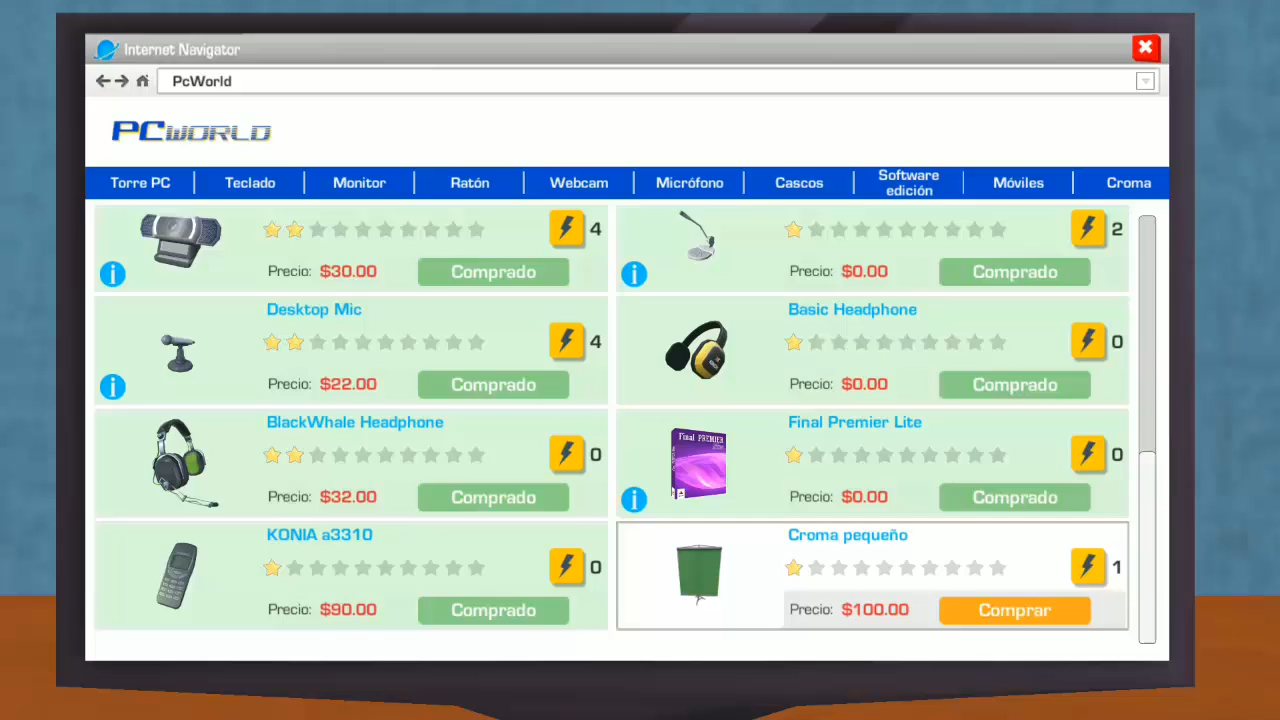 Internet Navigator
PcWorld
PCWORLD
Torre PC
Teclado
Monitor
Ratón
Webcam
Micrófono
Cascos
Software
edición
Móviles
Croma
4
Precio: $30.00
Comprado
2
Precio: $0.00
Comprado
Desktop Mic
4
Precio: $22.00
Comprado
Basic Headphone
0
Precio: $0.00
Comprado
BlackWhale Headphone
0
Precio: $32.00
Comprado
Final Premier Lite
Final PREMIER
0
Precio: $0.00
Comprado
KONIA a3310
0
Precio: $90.00
Comprado
Croma pequeño
1
Precio: $100.00
Comprar